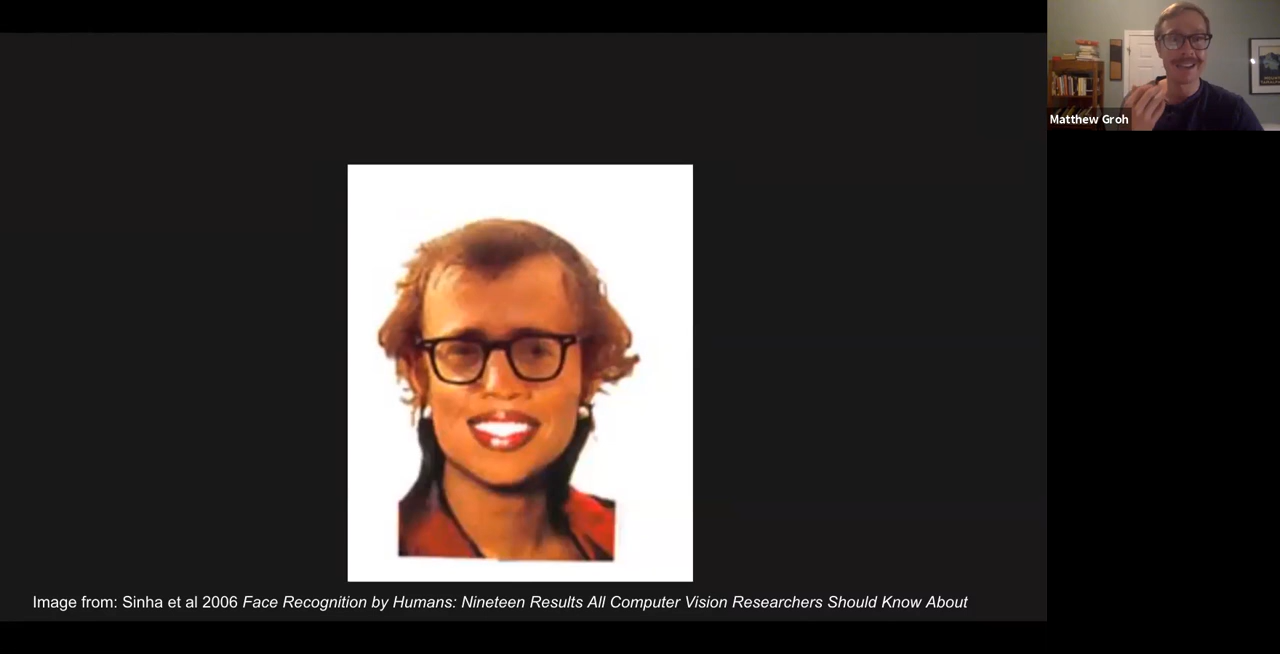 Matthew Groh
Image from: Sinha et al 2006 Face Recognition by Humans: Nineteen Results All Computer Vision Researchers Should Know About